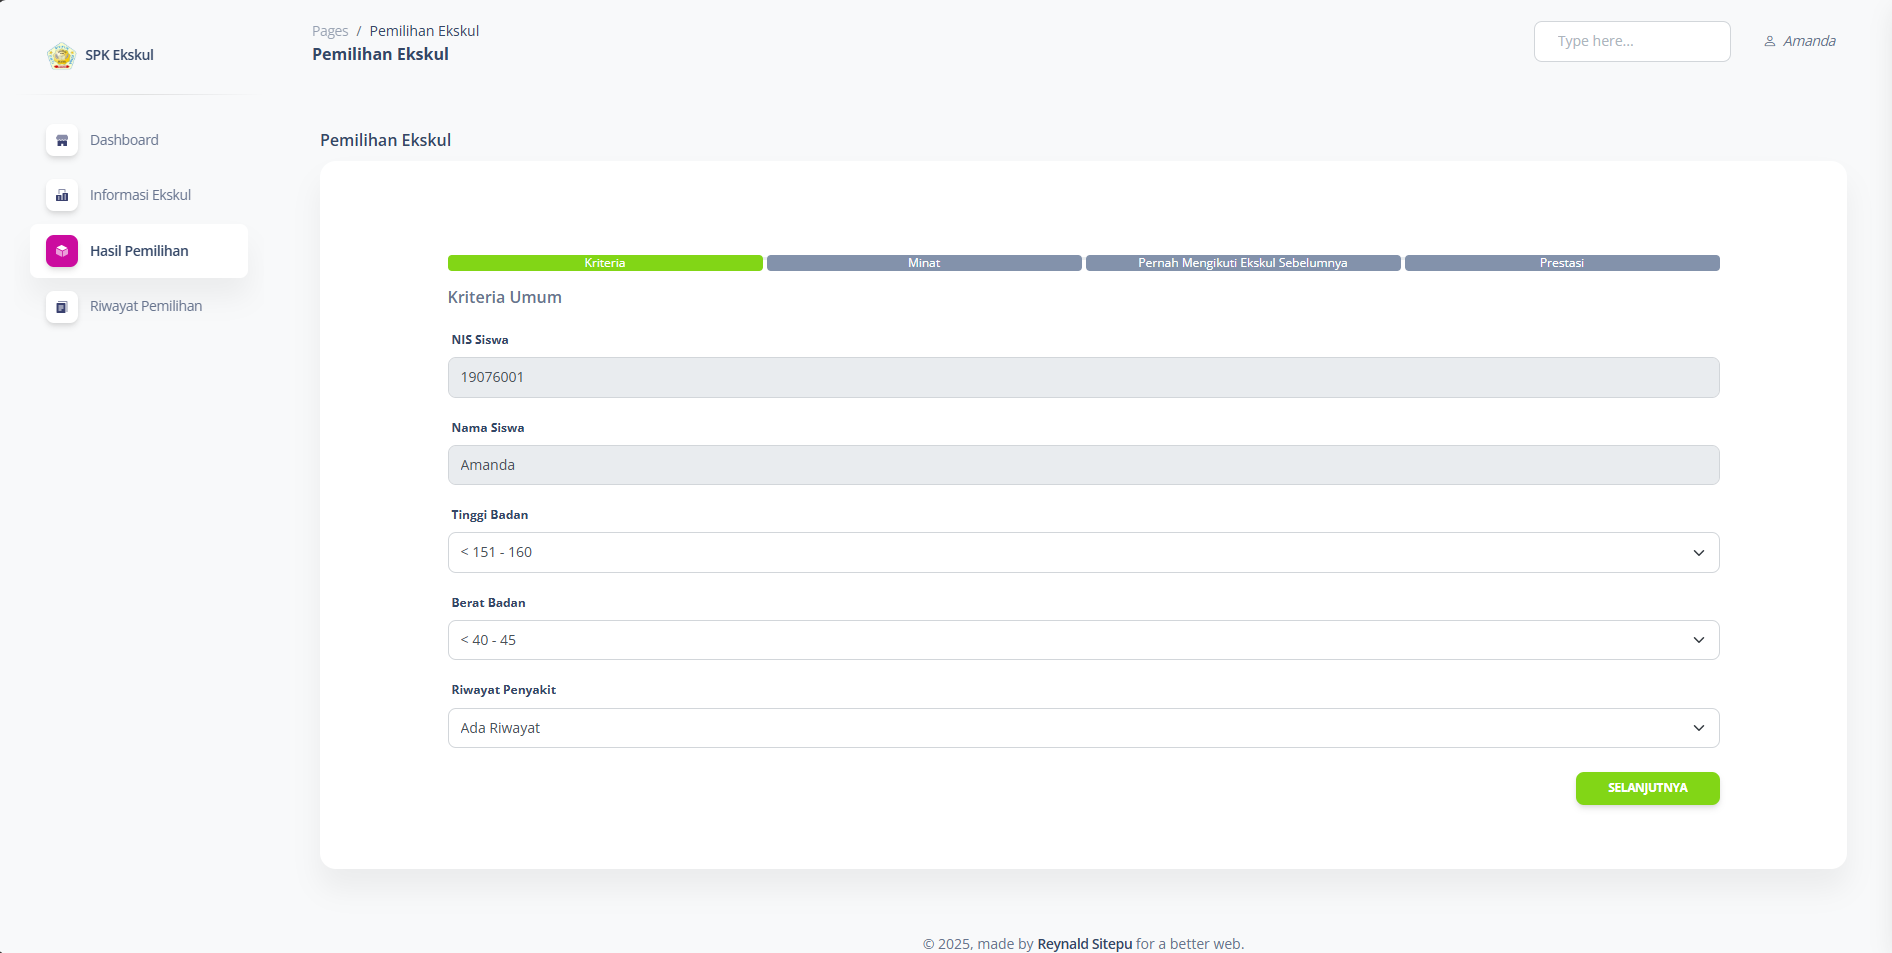 SPK Ekskul
Dashboard
Informasi Ekskul
Hasil Pemilihan
Riwayat Pemilihan
Pages / Pemilihan Ekskul
Pemilihan Ekskul
Type here...
Amanda
Pemilihan Ekskul
Kriteria
Minat
Pernah Mengikuti Ekskul Sebelumnya
Prestasi
Kriteria Umum
NIS Siswa
19076001
Nama Siswa
Amanda
Tinggi Badan
< 151 - 160
Berat Badan
< 40 - 45
Riwayat Penyakit
Ada Riwayat
SELANJUTNYA
© 2025, made by Reynald Sitepu for a better web.